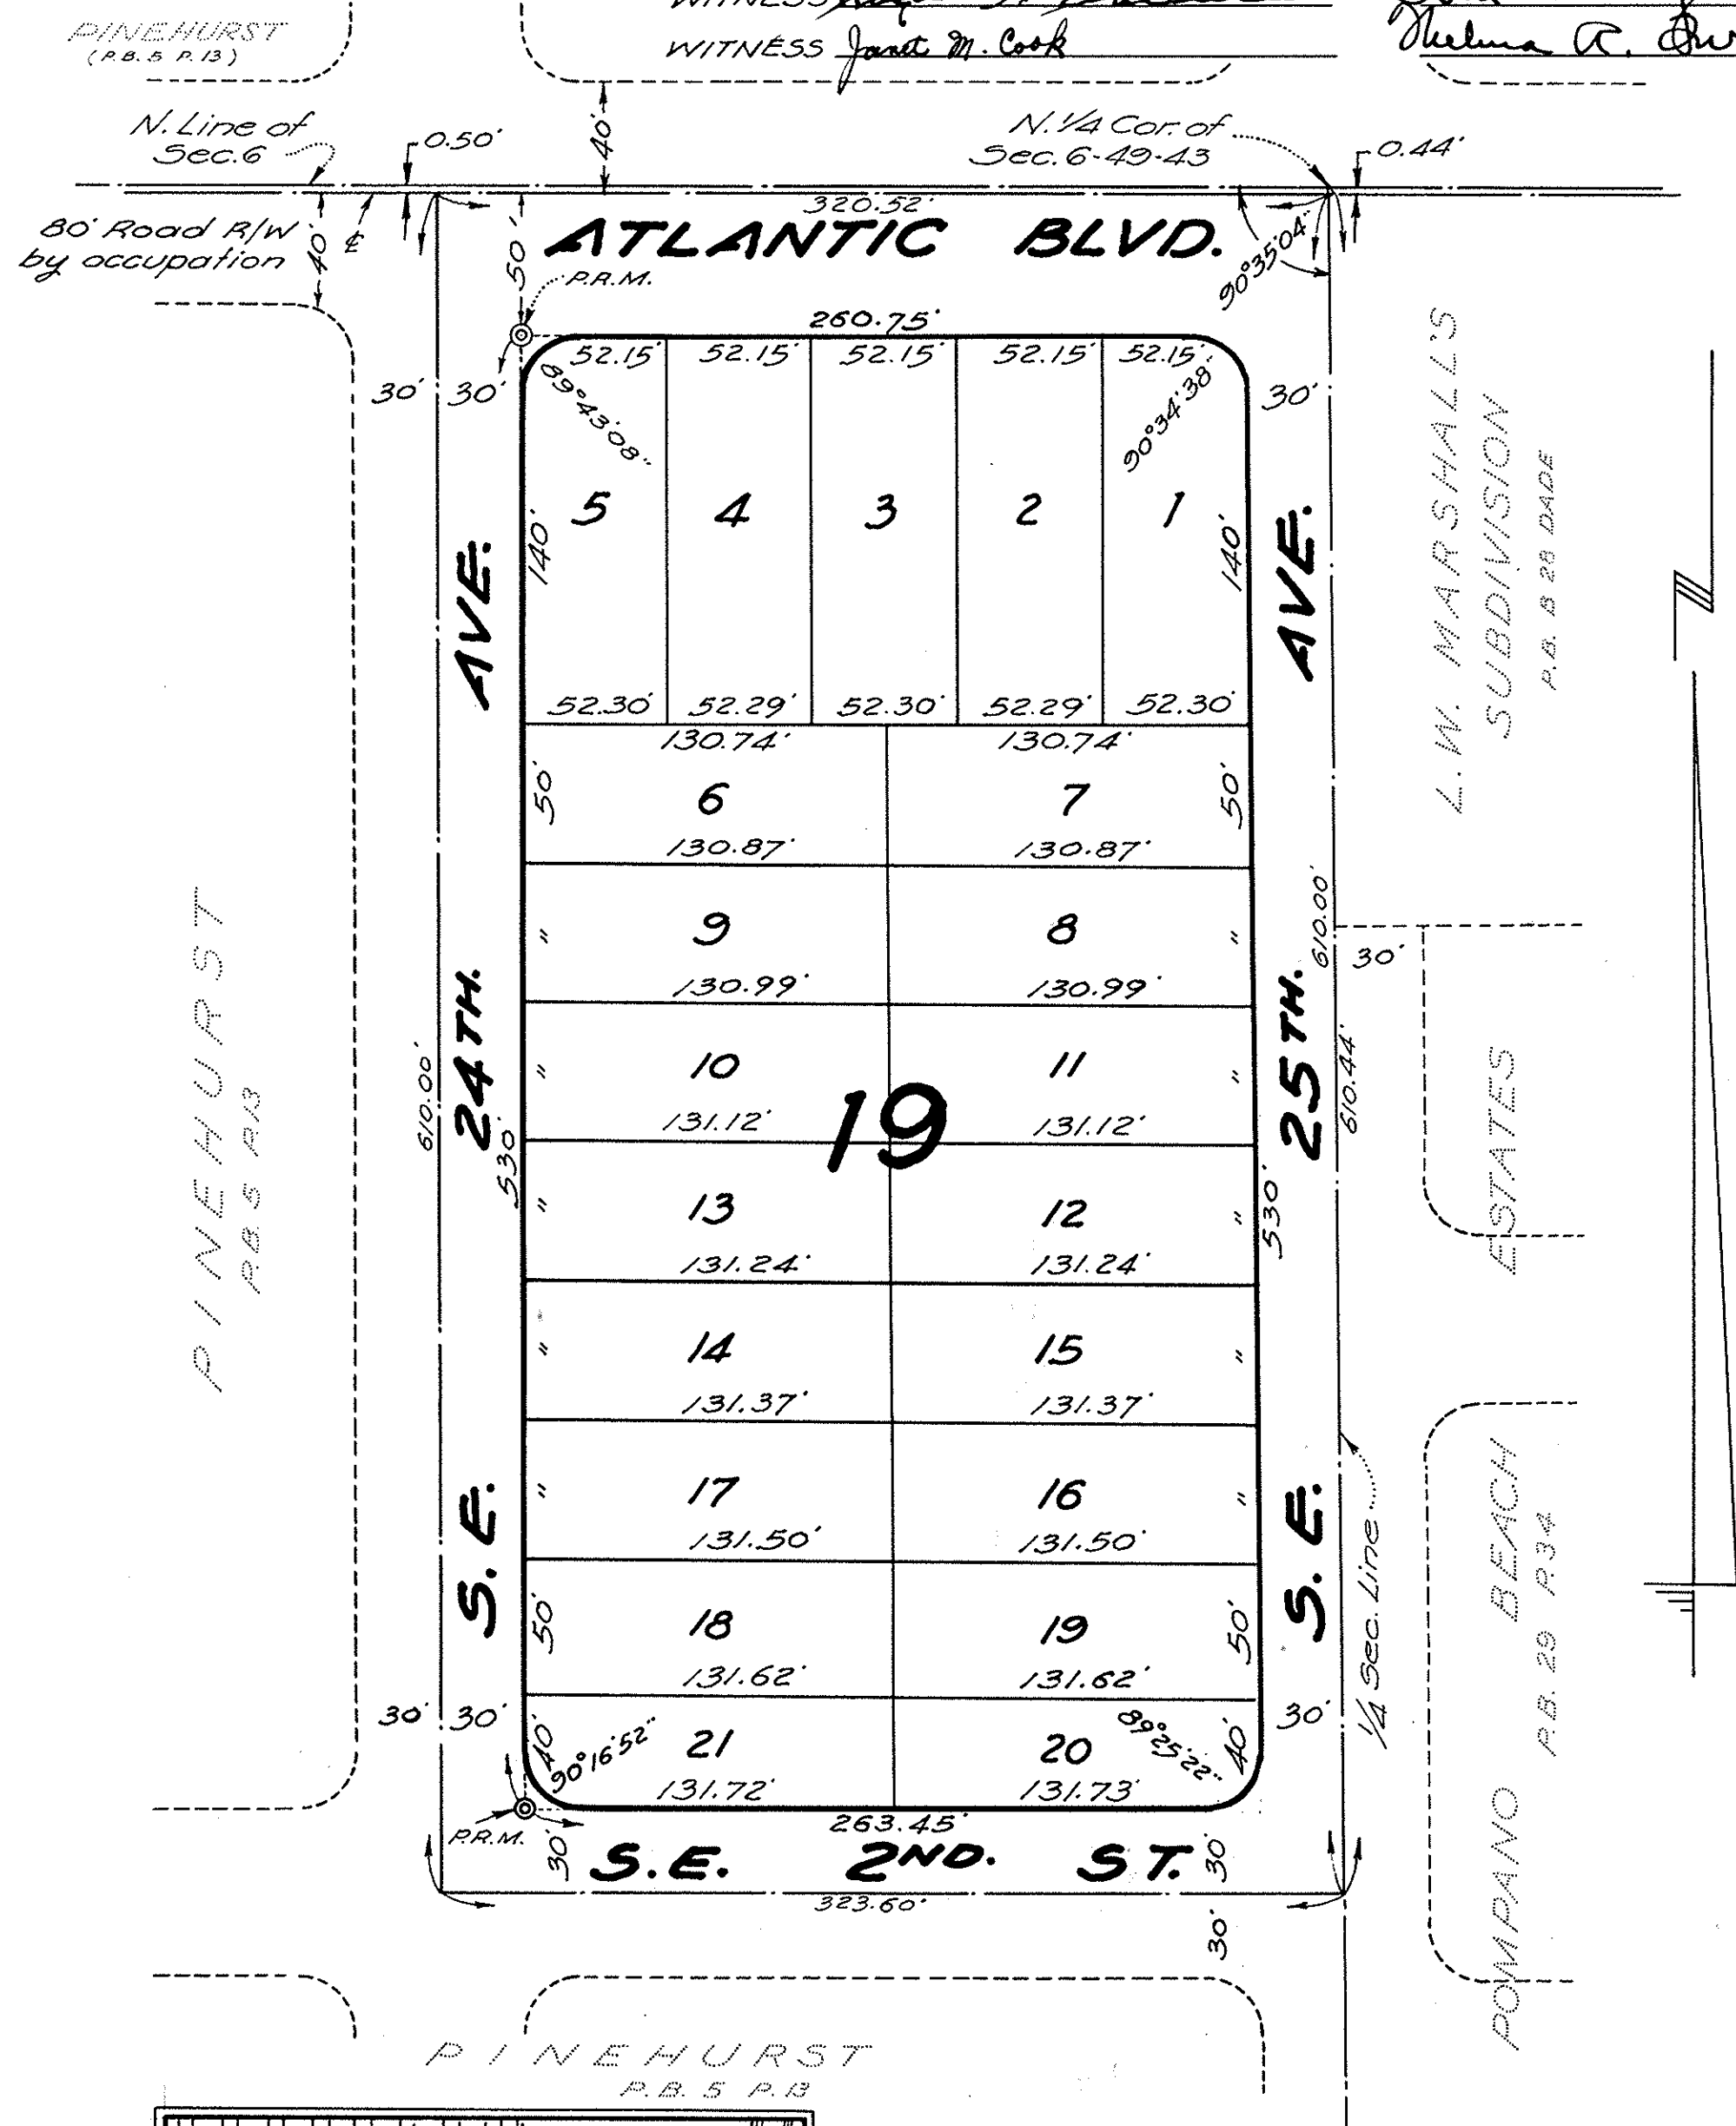 PINEHURST
(P.B. 5 P. 13)
WITNESS
WITNESS Janet M. Cook
Thelma A.
N. Line of
Sec. 6
0.50'
40'
N. 1/4 Cor. of
Sec. 6-49-43
0.44'
80' Road R/W
by occupation
40'
℄
50'
320.52'
ATLANTIC BLVD.
90°35'04"
P.R.M.
260.75'
52.15' 52.15' 52.15' 52.15' 52.15'
30' 30'
89°43'08"
90°34'38"
30'
5 4 3 2 1
140'
140'
52.30' 52.29' 52.30' 52.29' 52.30'
130.74' 130.74'
50' 6 7 50'
130.87' 130.87'
" 9 8 "
130.99' 130.99'
" 10 11 "
131.12' 131.12'
19
" 13 12 "
131.24' 131.24'
" 14 15 "
131.37' 131.37'
" 17 16 "
131.50' 131.50'
50' 18 19 50'
131.62' 131.62'
30' 30'
40' 21 20 40'
30'
90°16'52"
89°25'22"
131.72' 131.73'
263.45'
P.R.M.
30'
S.E. 2ND. ST.
30'
323.60'
30'
S. E. 24TH. AVE.
610.00'
530'
S. E. 25TH. AVE.
530'
610.00'
610.44'
30'
1/4 Sec. Line
PINEHURST
P.B. 5 P. 13
L. W. MARSHALL'S
SUBDIVISION
P.B. B 28 DADE
POMPANO BEACH ESTATES
P.B. 29 P. 34
PINEHURST
P.B. 5 P. 13